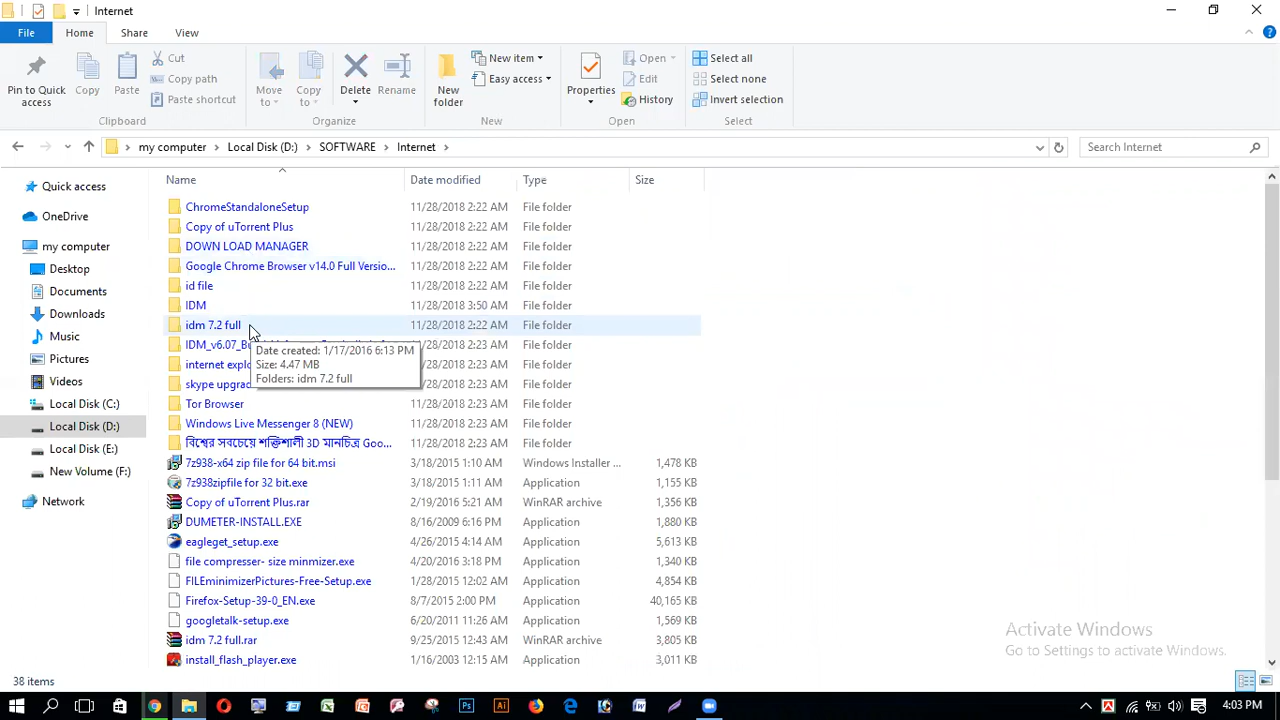 Internet
File Home Share View
Pin to Quick access
Copy
Paste
Cut
Copy path
Paste shortcut
Clipboard
Move to
Copy to
Delete
Rename
Organize
New folder
New item
Easy access
New
Properties
Open
Edit
History
Open
Select all
Select none
Invert selection
Select
my computer Local Disk (D:) SOFTWARE Internet
Search Internet
Quick access
OneDrive
my computer
Desktop
Documents
Downloads
Music
Pictures
Videos
Local Disk (C:)
Local Disk (D:)
Local Disk (E:)
New Volume (F:)
Network
Name Date modified Type Size
ChromeStandaloneSetup 11/28/2018 2:22 AM File folder
Copy of uTorrent Plus 11/28/2018 2:22 AM File folder
DOWN LOAD MANAGER 11/28/2018 2:22 AM File folder
Google Chrome Browser v14.0 Full Versio... 11/28/2018 2:22 AM File folder
id file 11/28/2018 2:22 AM File folder
IDM 11/28/2018 3:50 AM File folder
idm 7.2 full 11/28/2018 2:22 AM File folder
IDM_v6.07_Bu 11/28/2018 2:23 AM File folder
internet explo 11/28/2018 2:23 AM File folder
skype upgrad 11/28/2018 2:23 AM File folder
Date created: 1/17/2016 6:13 PM
Size: 4.47 MB
Folders: idm 7.2 full
Tor Browser 11/28/2018 2:23 AM File folder
Windows Live Messenger 8 (NEW) 11/28/2018 2:23 AM File folder
বিশ্বের সবচেয়ে শক্তিশালী 3D মানচিত্র Goo... 11/28/2018 2:23 AM File folder
7z938-x64 zip file for 64 bit.msi 3/18/2015 1:10 AM Windows Installer ... 1,478 KB
7z938zipfile for 32 bit.exe 3/18/2015 1:11 AM Application 1,155 KB
Copy of uTorrent Plus.rar 2/19/2016 5:21 AM WinRAR archive 1,356 KB
DUMETER-INSTALL.EXE 8/16/2009 6:16 PM Application 1,880 KB
eagleget_setup.exe 4/26/2015 4:14 AM Application 5,613 KB
file compresser- size minmizer.exe 4/20/2016 3:18 PM Application 1,340 KB
FILEminimizerPictures-Free-Setup.exe 1/28/2015 12:02 AM Application 4,854 KB
Firefox-Setup-39-0_EN.exe 8/7/2015 2:00 PM Application 40,165 KB
googletalk-setup.exe 6/20/2011 11:26 AM Application 1,569 KB
idm 7.2 full.rar 9/25/2015 12:43 AM WinRAR archive 3,805 KB
install_flash_player.exe 1/16/2003 12:15 AM Application 3,011 KB
Activate Windows
Go to Settings to activate Windows.
38 items
4:03 PM